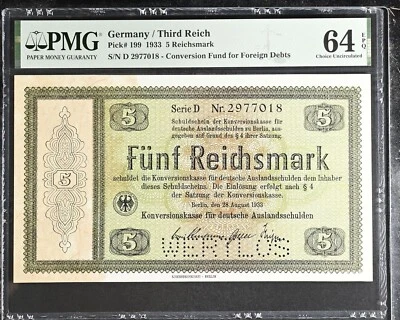 PMG
PAPER MONEY GUARANTY
Germany / Third Reich
Pick# 199 1933 5 Reichsmark
S/N D 2977018 - Conversion Fund for Foreign Debts
64 EPQ
Choice Uncirculated
5
Serie D Nr. 2977018
5
Schuldschein der Konversionskasse für
deutsche Auslandsschulden zu Berlin, aus-
gegeben auf Grund des § 4 ihrer Satzung.
Fünf Reichsmark
5
schuldet die Konversionskasse für deutsche Auslandsschulden dem Inhaber
dieses Schuldscheins. Die Einlösung erfolgt nach § 4
der Satzung der Konversionskasse.
Berlin, den 28 August 1933
Konversionskasse für deutsche Auslandsschulden
5
5
WERTLOS